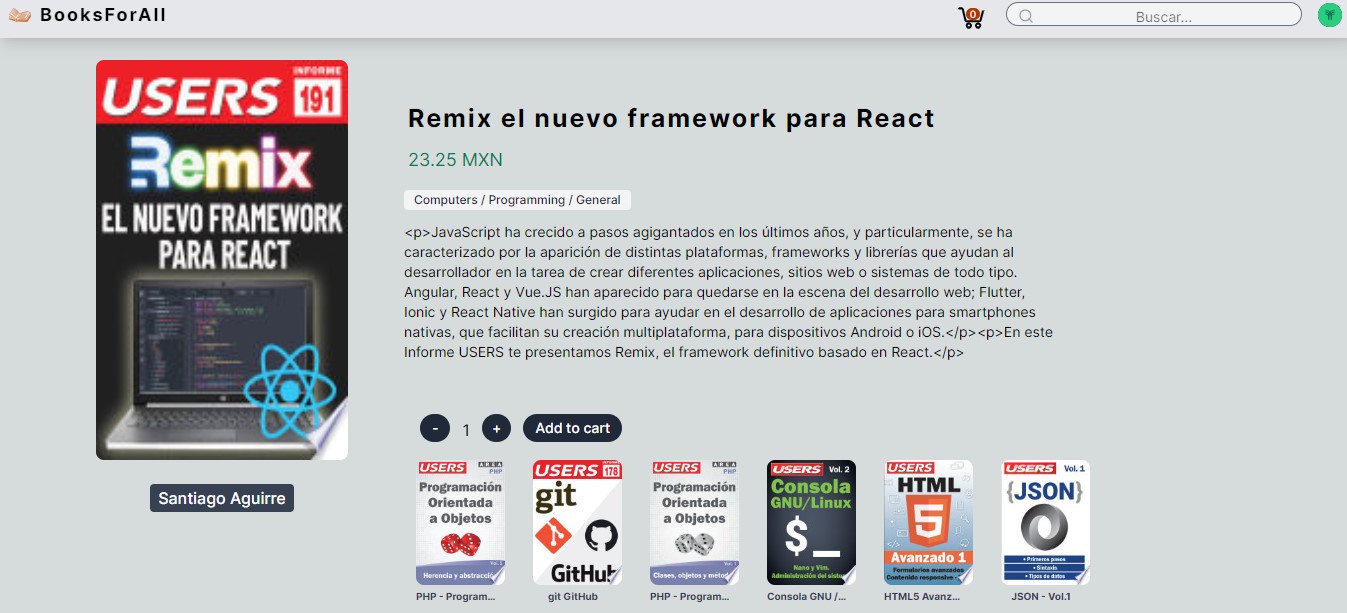 BooksForAll
0
Buscar...
USERS
INFORME
191
Remix
EL NUEVO FRAMEWORK
PARA REACT
Santiago Aguirre
Remix el nuevo framework para React
23.25 MXN
Computers / Programming / General
<p>JavaScript ha crecido a pasos agigantados en los últimos años, y particularmente, se ha
caracterizado por la aparición de distintas plataformas, frameworks y librerías que ayudan al
desarrollador en la tarea de crear diferentes aplicaciones, sitios web o sistemas de todo tipo.
Angular, React y Vue.JS han aparecido para quedarse en la escena del desarrollo web; Flutter,
Ionic y React Native han surgido para ayudar en el desarrollo de aplicaciones para smartphones
nativas, que facilitan su creación multiplataforma, para dispositivos Android o iOS.</p><p>En este
Informe USERS te presentamos Remix, el framework definitivo basado en React.</p>
- 1 + Add to cart
USERS
AREA
PHP
Programación
Orientada
a Objetos
Vol. 2
Herencia y abstracció
PHP - Program...
USERS
178
git
GitHub
git GitHub
USERS
AREA
PHP
Programación
Orientada
a Objetos
Vol. 1
Clases, objetos y métod
PHP - Program...
USERS Vol. 2
Consola
GNU/Linux
$_
Nano y Vim.
Administración del siste
Consola GNU /...
USERS
HTML
5
Avanzado 1
Formularios avanzados
Contenido responsive -
HTML5 Avanz...
USERS Vol. 1
{JSON}
• Primeros pasos
• Sintaxis
• Tipos de datos
JSON - Vol.1